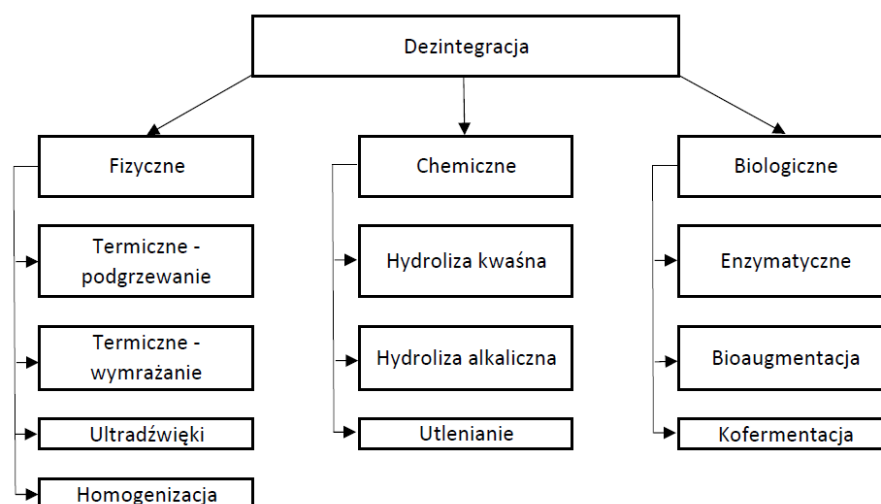 Dezintegracja
Fizyczne
Chemiczne
Biologiczne
Termiczne -
podgrzewanie
Hydroliza kwaśna
Enzymatyczne
Termiczne -
wymrażanie
Hydroliza alkaliczna
Bioaugmentacja
Ultradźwięki
Utlenianie
Kofermentacja
Homogenizacja